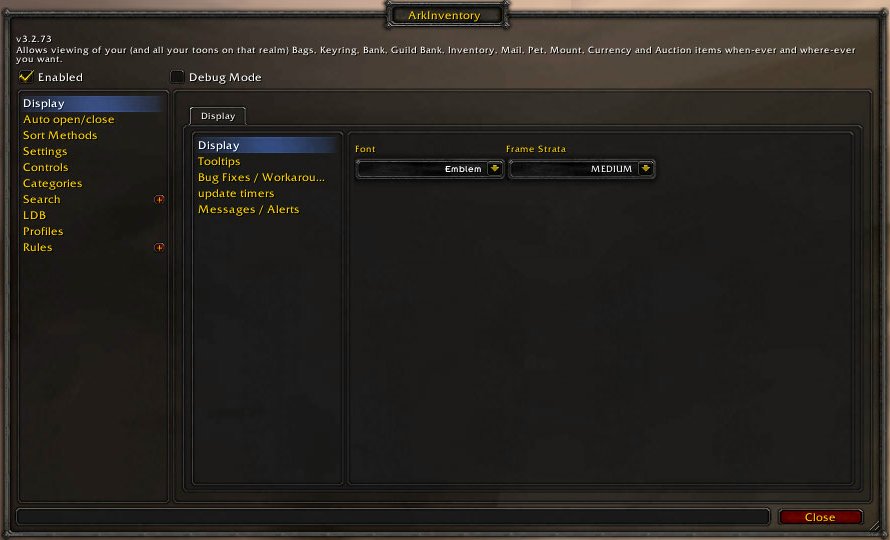 ArkInventory
v3.2.73
Allows viewing of your (and all your toons on that realm) Bags, Keyring, Bank, Guild Bank, Inventory, Mail, Pet, Mount, Currency and Auction items when-ever and where-ever
you want.
Enabled
Debug Mode
Display
Auto open/close
Sort Methods
Settings
Controls
Categories
Search
LDB
Profiles
Rules
Display
Display
Tooltips
Bug Fixes / Workarou...
update timers
Messages / Alerts
Font
Frame Strata
Emblem
MEDIUM
Close